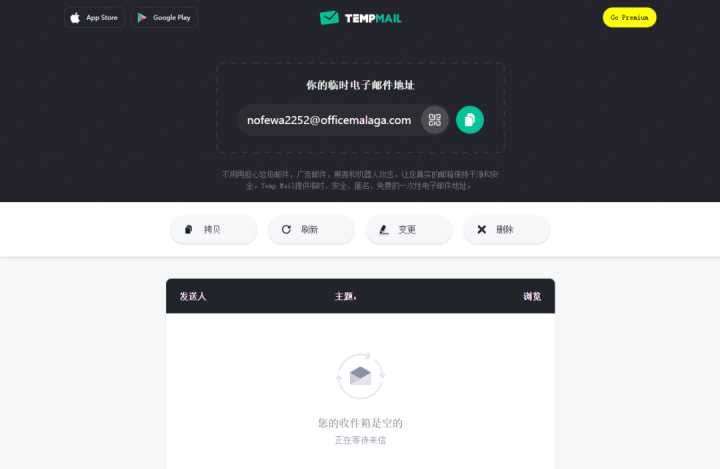 App Store
Google Play
TEMPMAIL
Go Premium
你的临时电子邮件地址
nofewa2252@officemalaga.com
不用再担心垃圾邮件、广告邮件、黑客和机器人攻击。让您真实的邮箱保持干净和安
全。Temp Mail提供临时、安全、匿名、免费的一次性电子邮件地址。
拷贝
刷新
变更
删除
发送人
主题。
浏览
您的收件箱是空的
正在等待来信